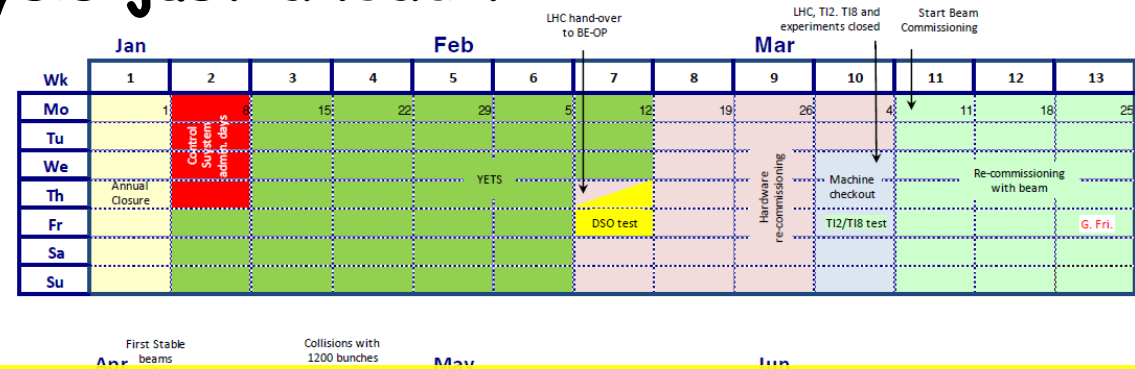 LHC hand-over
to BE-OP
LHC, TI2. TI8 and
experiments closed
Start Beam
Commissioning
Jan Feb Mar
Wk 1 2 3 4 5 6 7 8 9 10 11 12 13
Mo 1 8 15 22 29 5 12 19 26 4 11 18 25
Tu
We
Th
Fr
Sa
Su
Annual
Closure
Control
Suystem
admin. days
YETS
DSO test
Hardware
re-commissioning
Machine
checkout
TI2/TI8 test
Re-commissioning
with beam
G. Fri.
First Stable
beams
Collisions with
1200 bunches
Apr May Jun